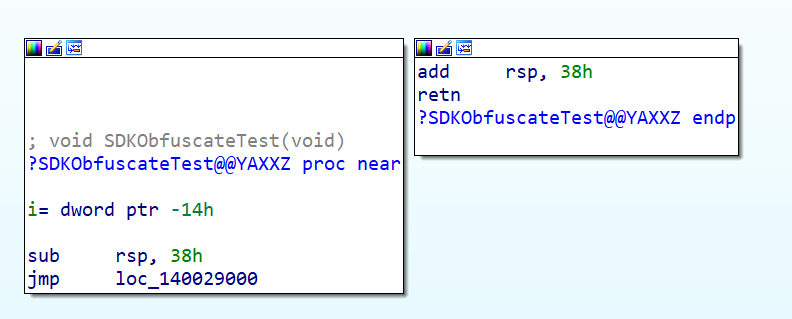 ; void SDKObfuscateTest(void)
?SDKObfuscateTest@@YAXXZ proc near
i= dword ptr -14h
sub     rsp, 38h
jmp     loc_140029000
add     rsp, 38h
retn
?SDKObfuscateTest@@YAXXZ endp